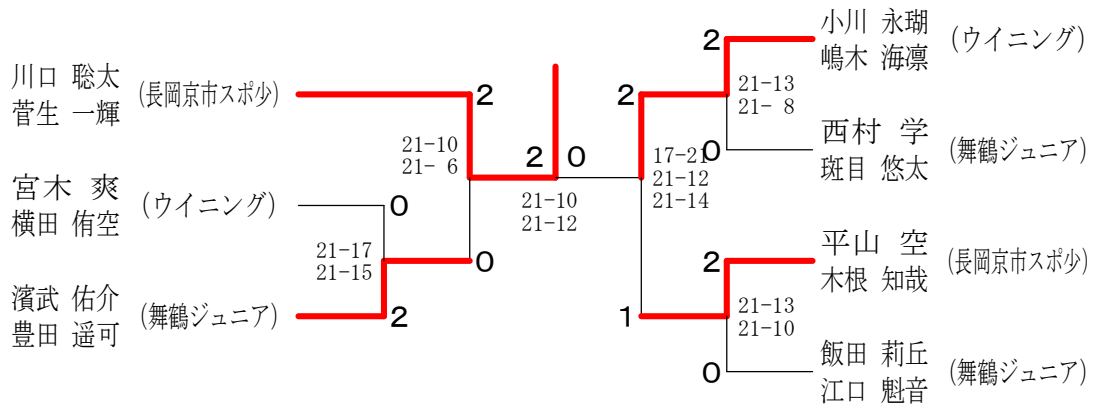 川口 聡太
菅生 一輝
(長岡京市スポ少)
2
21-10
21- 6
宮木 爽
横田 侑空
(ウイニング)
0
21-17
21-15
0
濱武 佑介
豊田 遥可
(舞鶴ジュニア)
2
2
0
21-10
21-12
小川 永瑚
嶋木 海凛
(ウイニング)
2
21-13
21- 8
2
西村 学
斑目 悠太
(舞鶴ジュニア)
0
17-21
21-12
21-14
平山 空
木根 知哉
(長岡京市スポ少)
2
21-13
21-10
1
飯田 莉丘
江口 魁音
(舞鶴ジュニア)
0